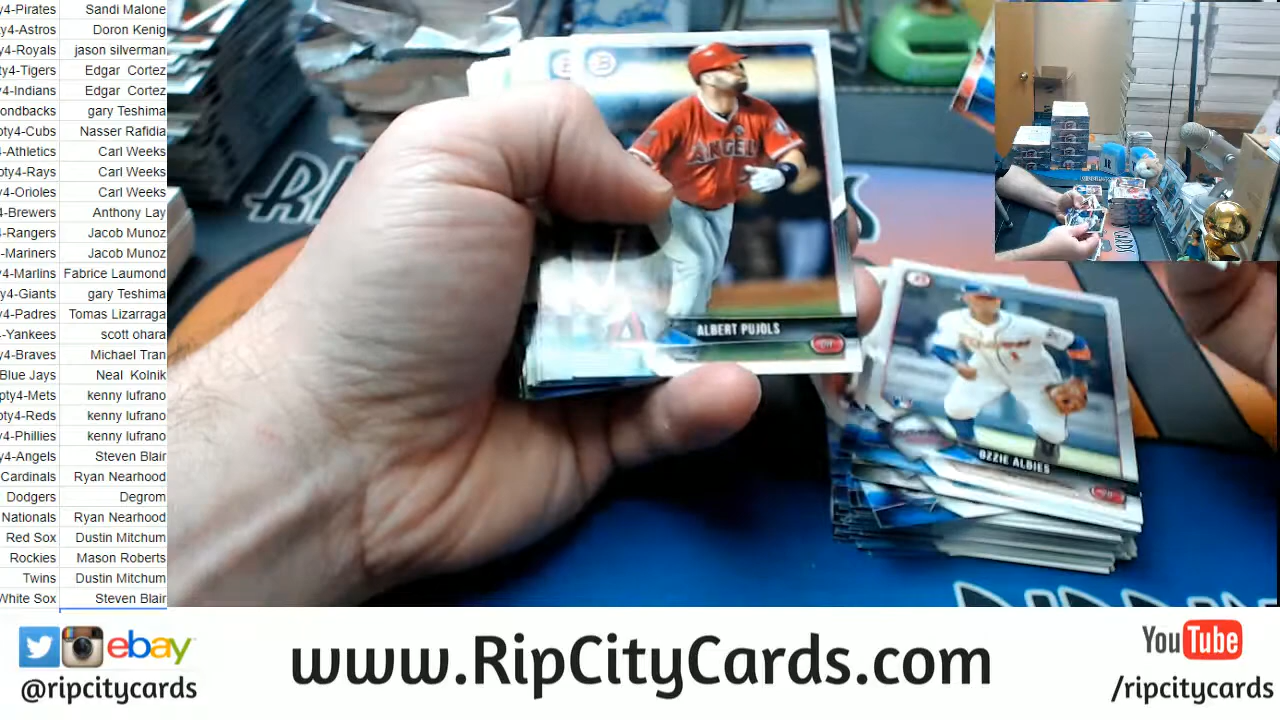 y4-Pirates Sandi Malone
ty4-Astros Doron Kenig
y4-Royals jason silverman
ty4-Tigers Edgar Cortez
y4-Indians Edgar Cortez
ondbacks gary Teshima
pty4-Cubs Nasser Rafidia
4-Athletics Carl Weeks
pty4-Rays Carl Weeks
y4-Orioles Carl Weeks
4-Brewers Anthony Lay
-Rangers Jacob Munoz
-Mariners Jacob Munoz
4-Marlins Fabrice Laumond
y4-Giants gary Teshima
y4-Padres Tomas Lizarraga
-Yankees scott ohara
y4-Braves Michael Tran
Blue Jays Neal Kolnik
pty4-Mets kenny lufrano
pty4-Reds kenny lufrano
y4-Phillies kenny lufrano
y4-Angels Steven Blair
Cardinals Ryan Nearhood
Dodgers Degrom
Nationals Ryan Nearhood
Red Sox Dustin Mitchum
Rockies Mason Roberts
Twins Dustin Mitchum
White Sox Steven Blair
ANGEL
ALBERT PUJOLS
OZZIE ALBIES
ebay
@ripcitycards
www.RipCityCards.com
YouTube
/ripcitycards